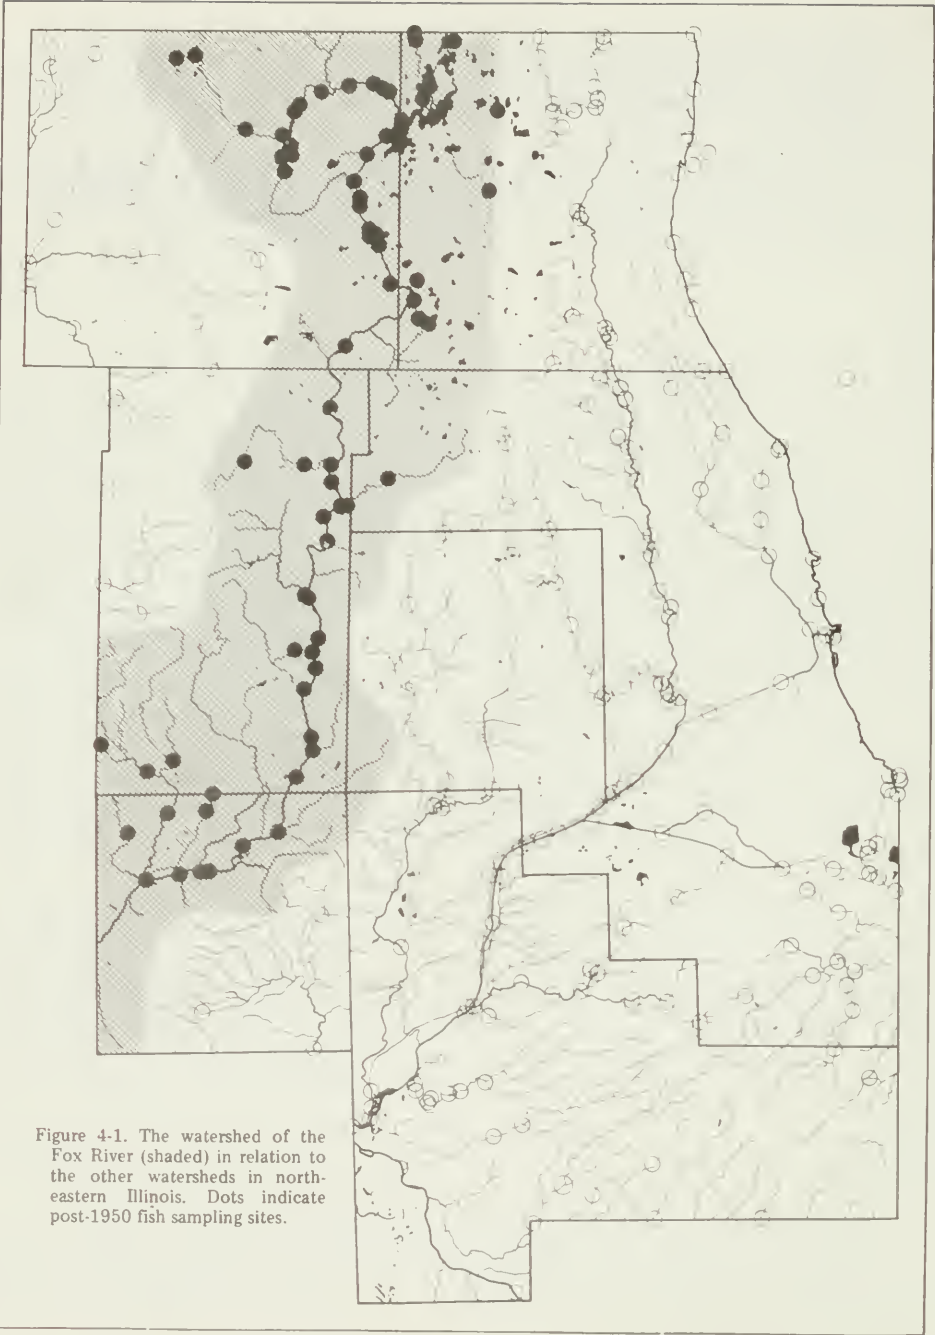 Figure 4-1. The watershed of the
Fox River (shaded) in relation to
the other watersheds in north-
eastern Illinois. Dots indicate
post-1950 fish sampling sites.